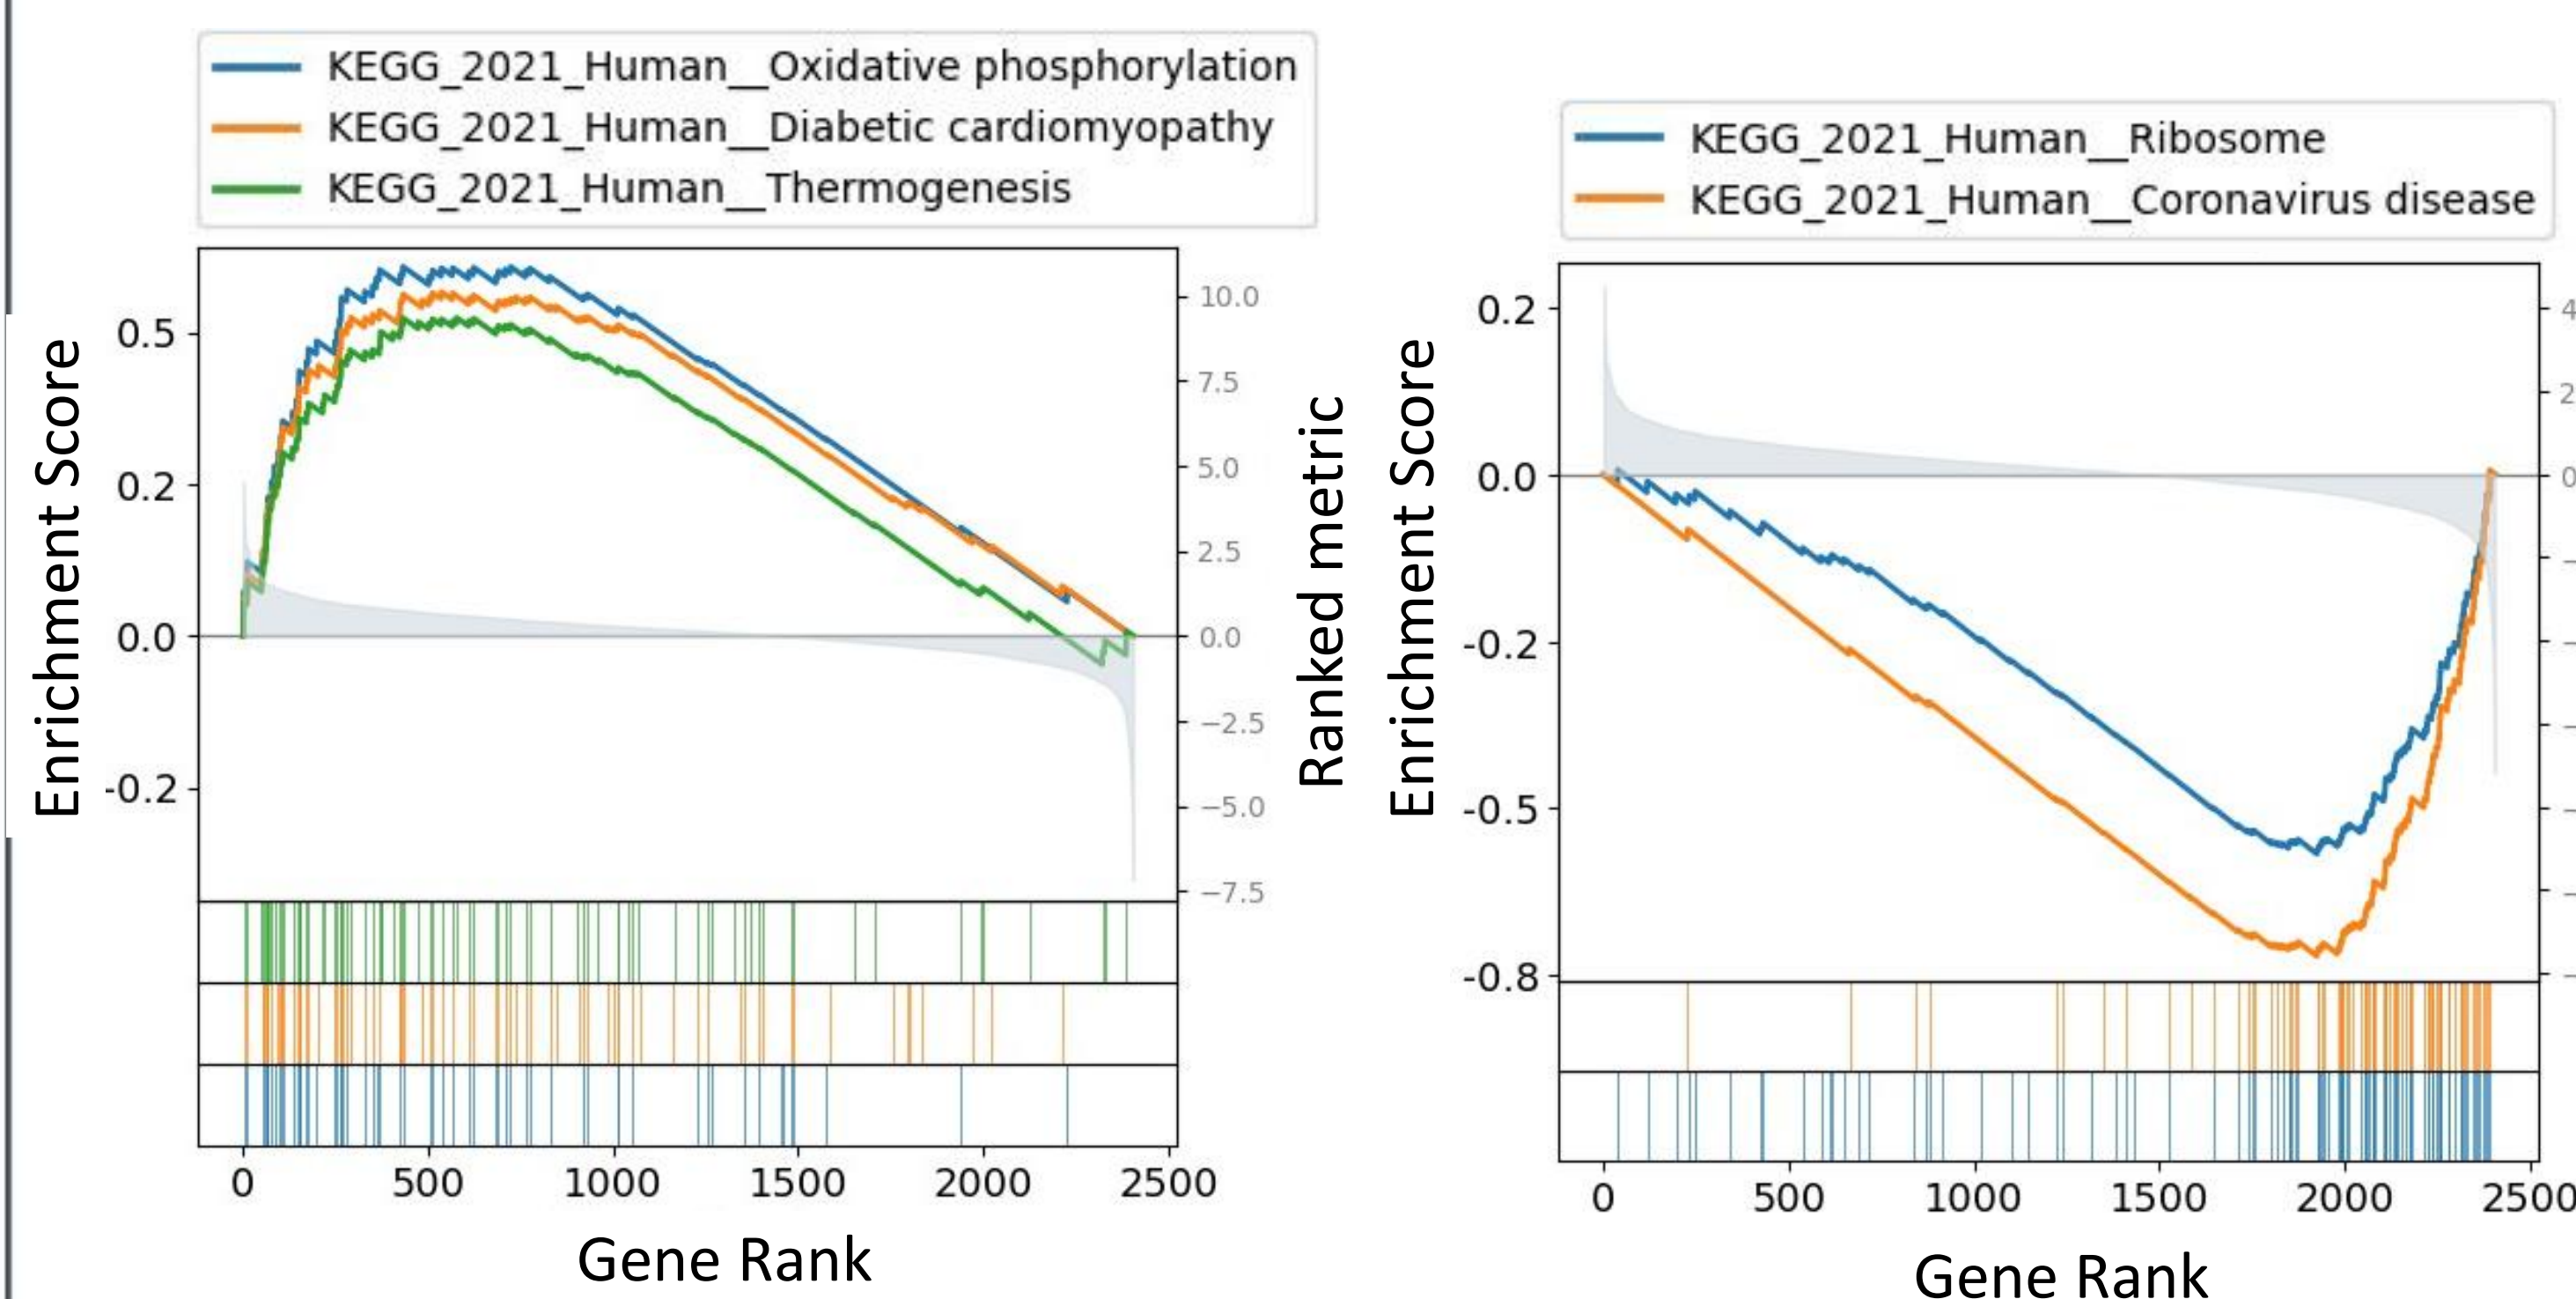 KEGG_2021_Human__Oxidative phosphorylation
KEGG_2021_Human__Diabetic cardiomyopathy
KEGG_2021_Human__Thermogenesis
Enrichment Score
0.5
0.2
0.0
-0.2
10.0
7.5
5.0
2.5
0.0
−2.5
−5.0
−7.5
Ranked metric
0 500 1000 1500 2000 2500
Gene Rank
KEGG_2021_Human__Ribosome
KEGG_2021_Human__Coronavirus disease
Enrichment Score
0.2
0.0
-0.2
-0.5
-0.8
4
2
0
0 500 1000 1500 2000 2500
Gene Rank